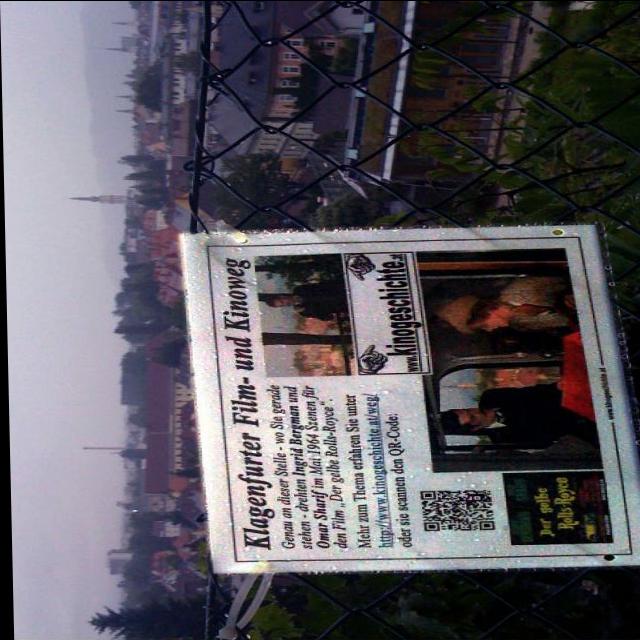 Klagenfurter Film- und Kinoweg
Genau an dieser Stelle - wo Sie gerade
stehen - drehten Ingrid Bergman und
Omar Sharif im Mai 1964 Szenen für
den Film „Der gelbe Rolls-Royce".
Mehr zum Thema erfahren Sie unter
http://www.kinogeschichte.at/weg/
oder sie scannen den QR-Code:
www.kinogeschichte.at
Der gelbe
Rolls-Royce